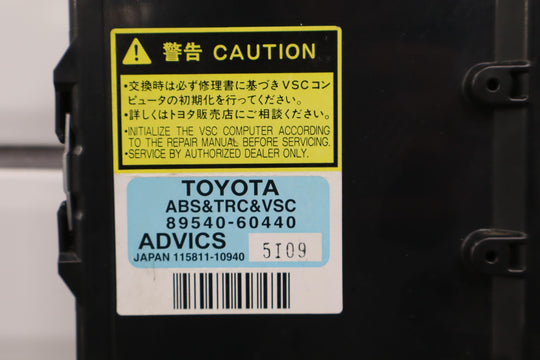 警告 CAUTION
・交換時は必ず修理書に基づきVSCコン
ピュータの初期化を行ってください。
・詳しくはトヨタ販売店にご相談ください。
・INITIALIZE THE VSC COMPUTER ACCORDING
TO THE REPAIR MANUAL BEFORE SERVICING.
・SERVICE BY AUTHORIZED DEALER ONLY.
TOYOTA
ABS&TRC&VSC
89540-60440
ADVICS
5I09
JAPAN 115811-10940